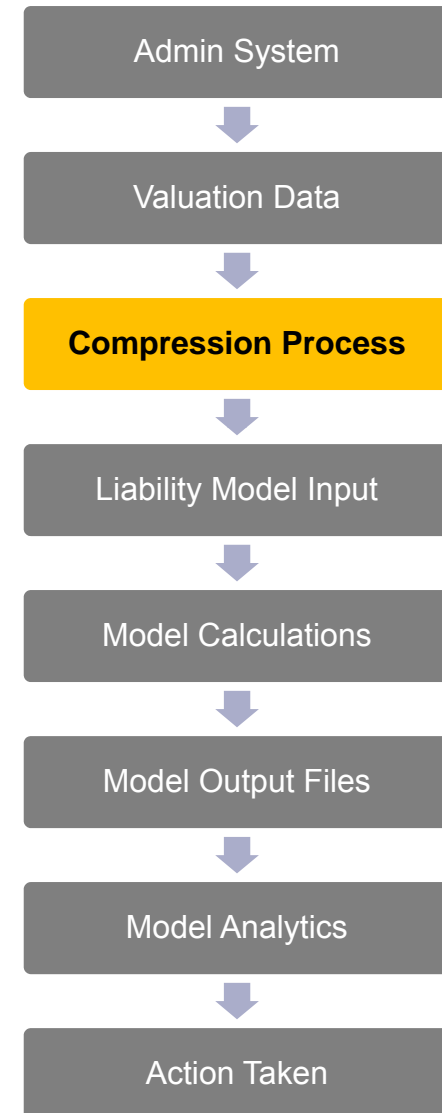 Admin System
Valuation Data
Compression Process
Liability Model Input
Model Calculations
Model Output Files
Model Analytics
Action Taken